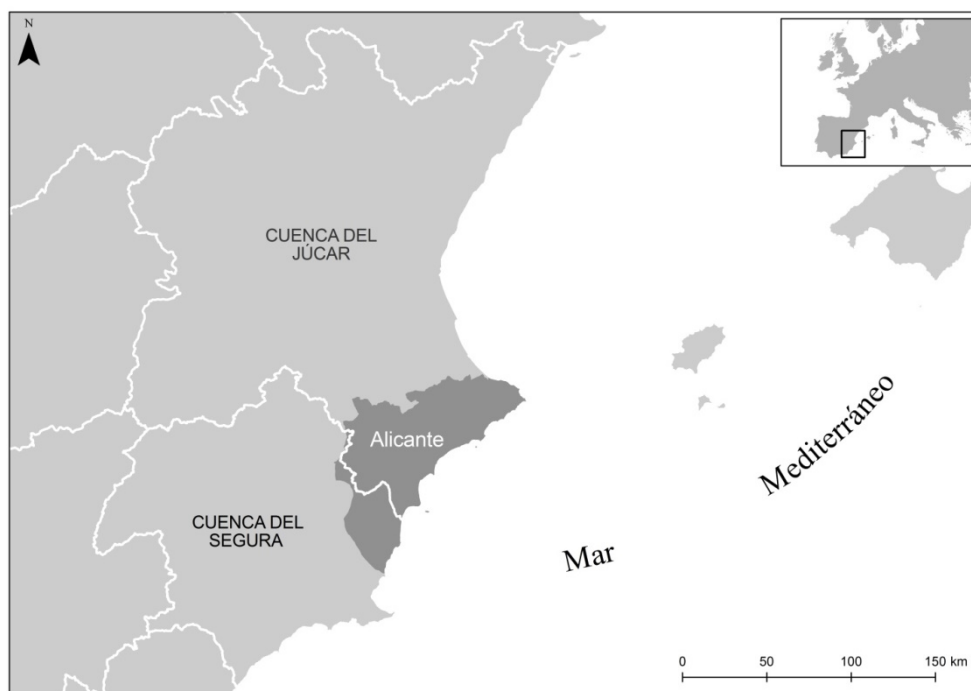 N
CUENCA DEL
JÚCAR
Alicante
CUENCA DEL
SEGURA
Mediterráneo
Mar
0 50 100 150 km